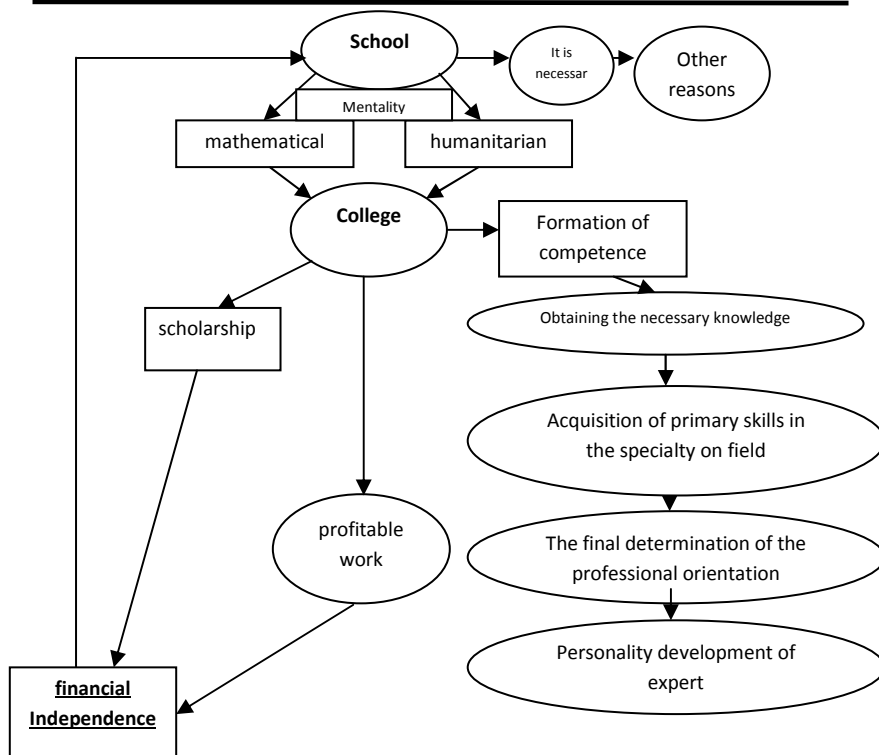 School
It is
necessar
Other
reasons
Mentality
mathematical
humanitarian
College
Formation of
competence
scholarship
Obtaining the necessary knowledge
Acquisition of primary skills in
the specialty on field
profitable
work
The final determination of the
professional orientation
Personality development of
expert
financial
Independence